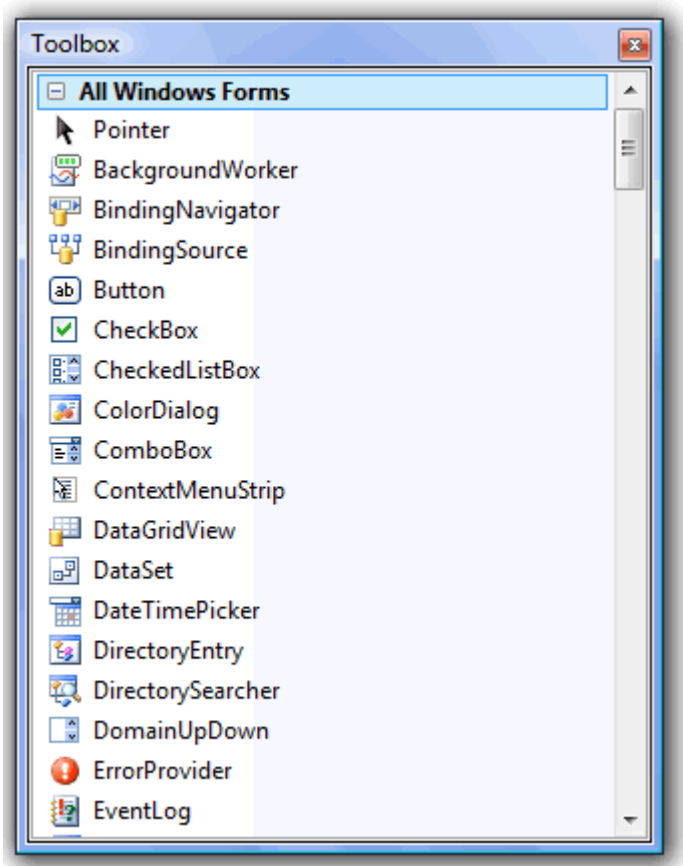 Toolbox
All Windows Forms
Pointer
BackgroundWorker
BindingNavigator
BindingSource
ab Button
CheckBox
CheckedListBox
ColorDialog
ComboBox
ContextMenuStrip
DataGridView
DataSet
DateTimePicker
DirectoryEntry
DirectorySearcher
DomainUpDown
ErrorProvider
EventLog